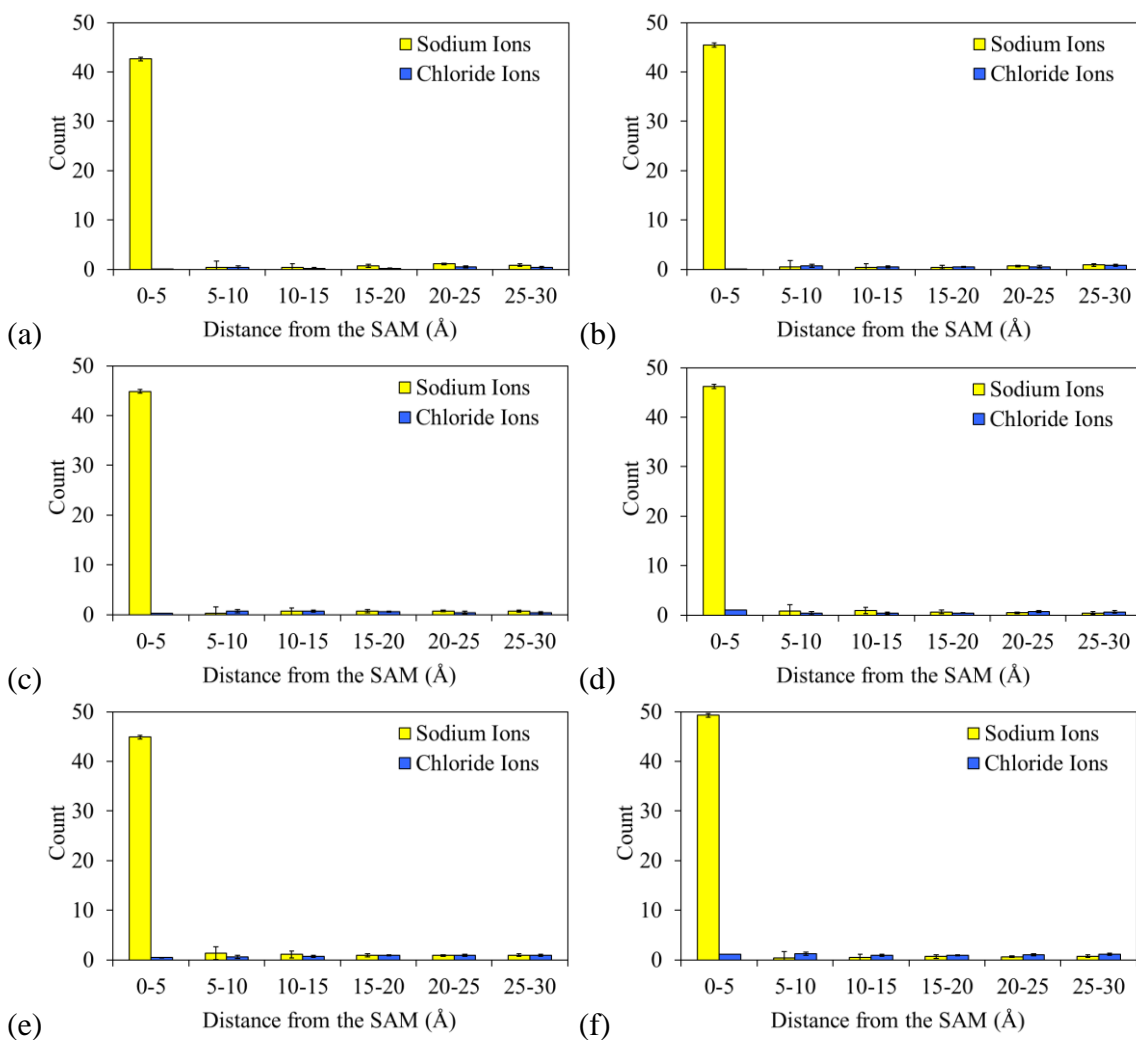 50
40
30
20
10
0
Count
Sodium Ions
Chloride Ions
0-5 5-10 10-15 15-20 20-25 25-30
Distance from the SAM (Å)
(a)
50
40
30
20
10
0
Count
Sodium Ions
Chloride Ions
0-5 5-10 10-15 15-20 20-25 25-30
Distance from the SAM (Å)
(b)
50
40
30
20
10
0
Count
Sodium Ions
Chloride Ions
0-5 5-10 10-15 15-20 20-25 25-30
Distance from the SAM (Å)
(c)
50
40
30
20
10
0
Count
Sodium Ions
Chloride Ions
0-5 5-10 10-15 15-20 20-25 25-30
Distance from the SAM (Å)
(d)
50
40
30
20
10
0
Count
Sodium Ions
Chloride Ions
0-5 5-10 10-15 15-20 20-25 25-30
Distance from the SAM (Å)
(e)
50
40
30
20
10
0
Count
Sodium Ions
Chloride Ions
0-5 5-10 10-15 15-20 20-25 25-30
Distance from the SAM (Å)
(f)